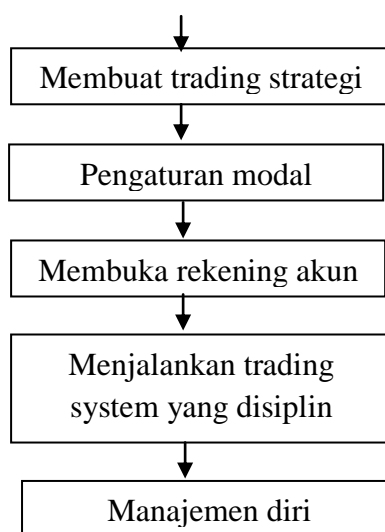 Membuat trading strategi
Pengaturan modal
Membuka rekening akun
Menjalankan trading
system yang disiplin
Manajemen diri